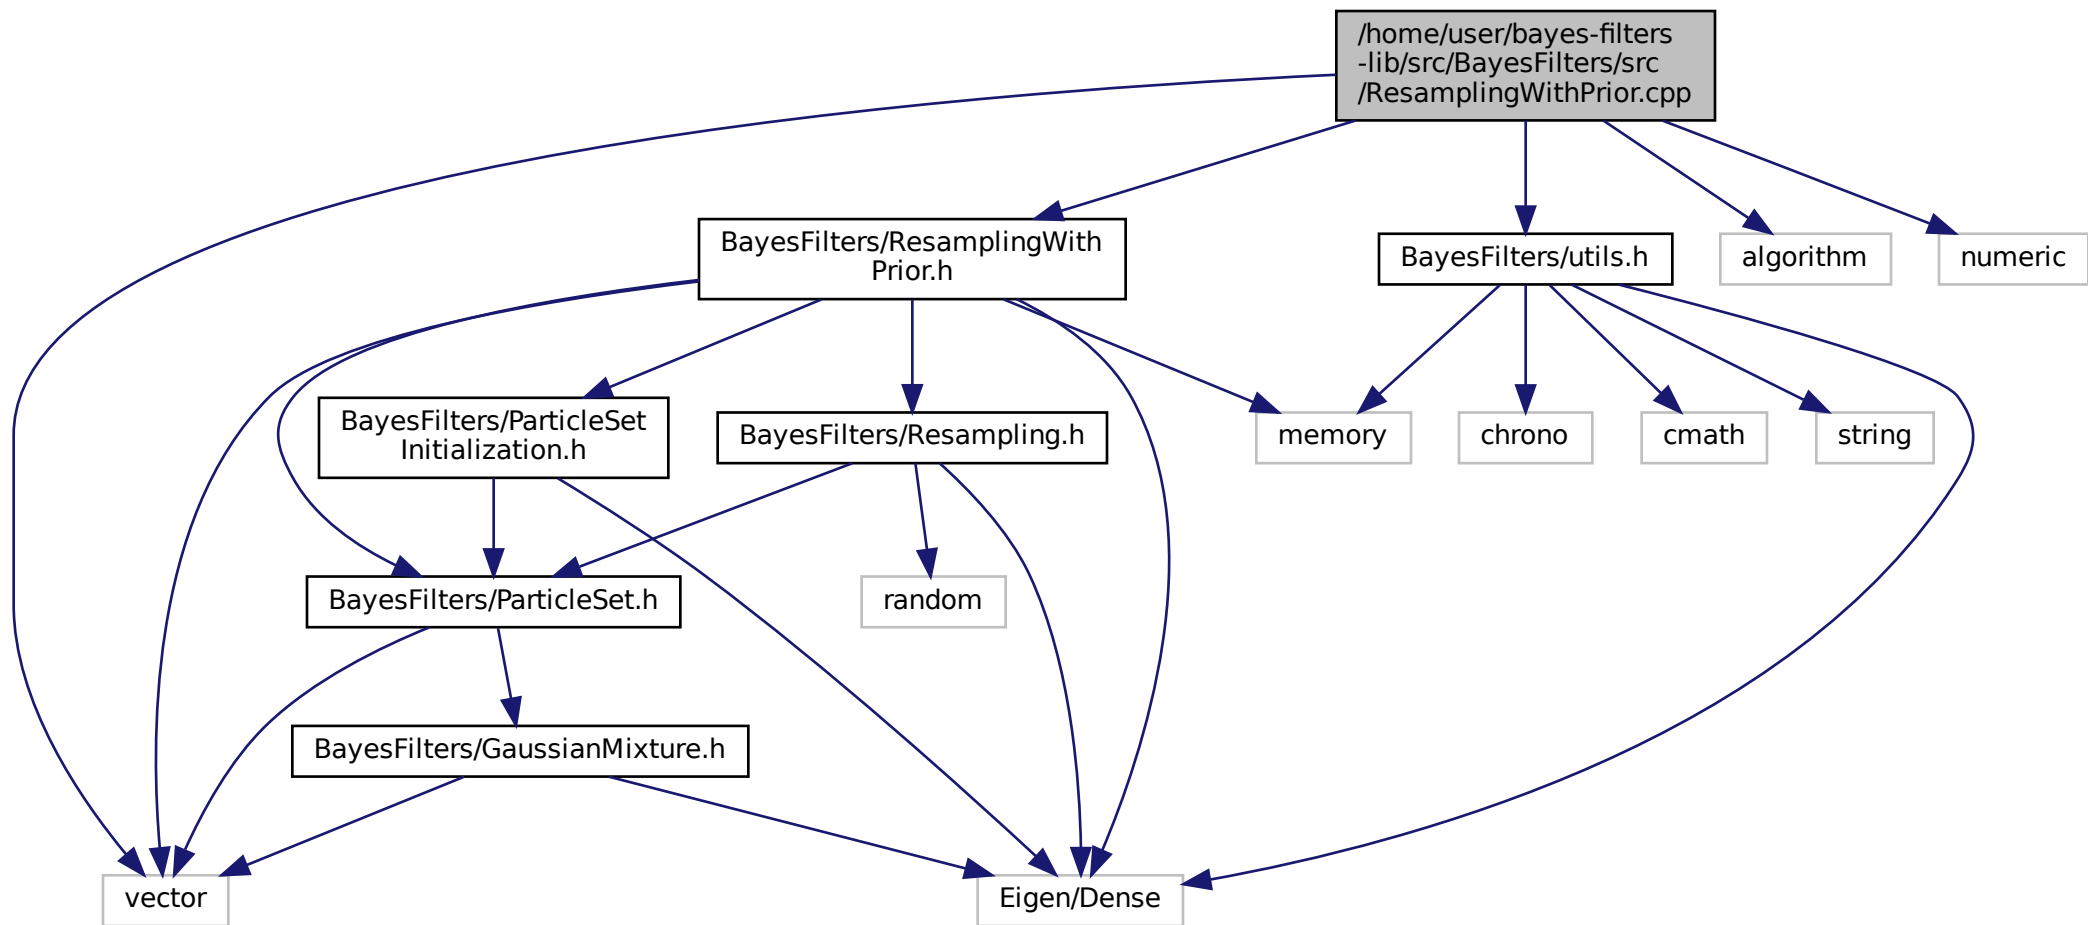 /home/user/bayes-filters
-lib/src/BayesFilters/src
/ResamplingWithPrior.cpp
BayesFilters/ResamplingWith
Prior.h
BayesFilters/utils.h
algorithm
numeric
BayesFilters/ParticleSet
Initialization.h
BayesFilters/Resampling.h
memory
chrono
cmath
string
BayesFilters/ParticleSet.h
random
BayesFilters/GaussianMixture.h
vector
Eigen/Dense